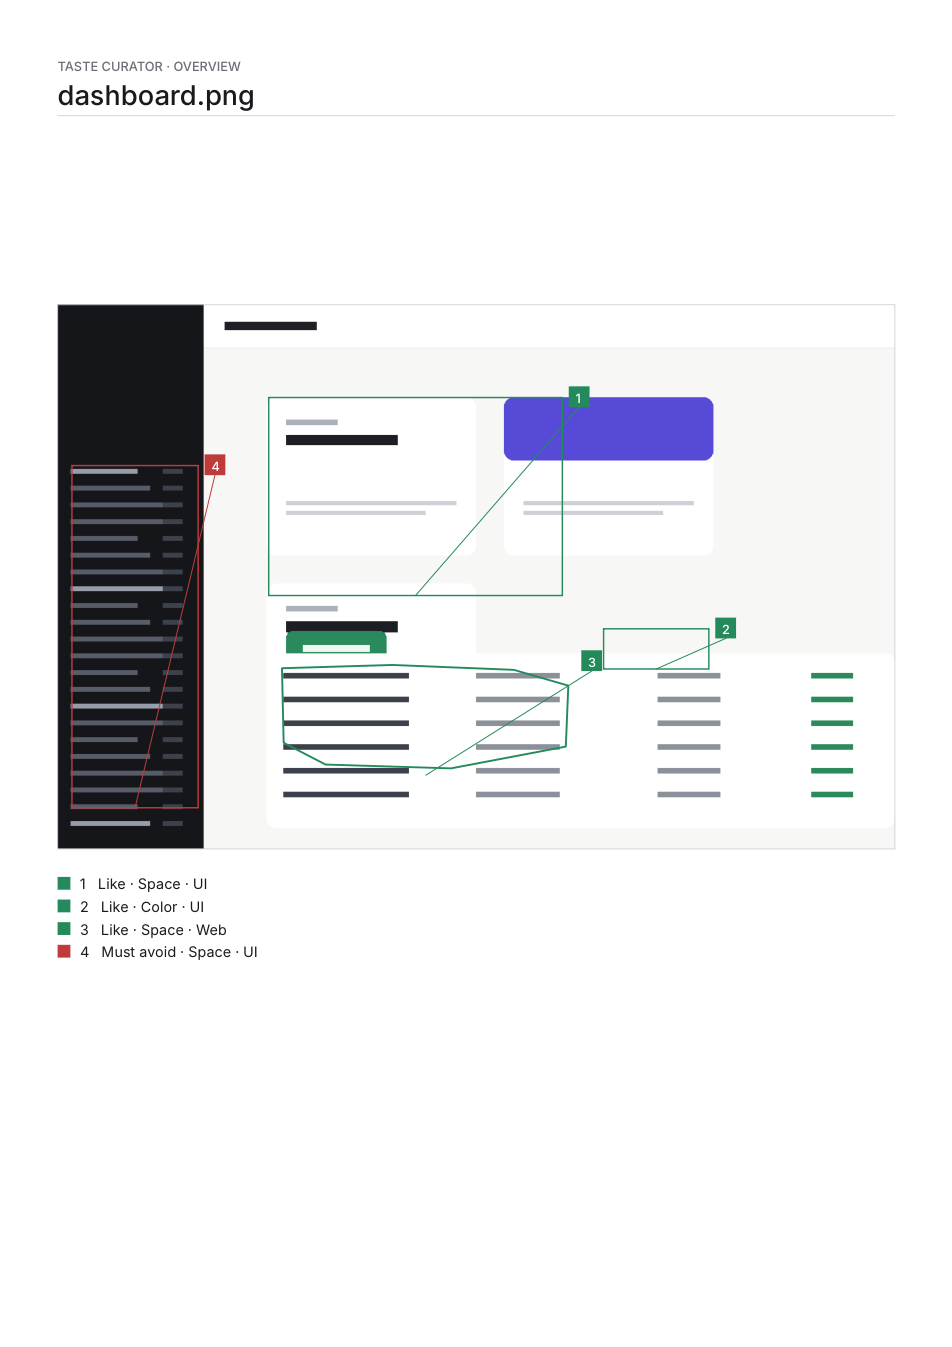 TASTE CURATOR · OVERVIEW
dashboard.png
1
4
2
3
1 Like · Space · UI
2 Like · Color · UI
3 Like · Space · Web
4 Must avoid · Space · UI